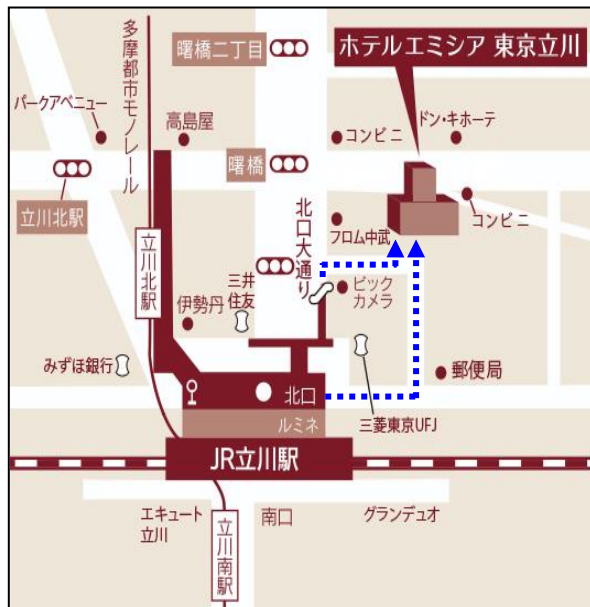 多摩都市モノレール
曙橋二丁目
ホテルエミシア 東京立川
パークアベニュー
高島屋
コンビニ
ドン・キホーテ
曙橋
立川北駅
コンビニ
立川北駅
北口大通り
フロム中武
三井
住友
ビック
カメラ
伊勢丹
みずほ銀行
北口
郵便局
ルミネ
三菱東京UFJ
JR立川駅
エキュート
立川
南口
グランデュオ
立川南駅